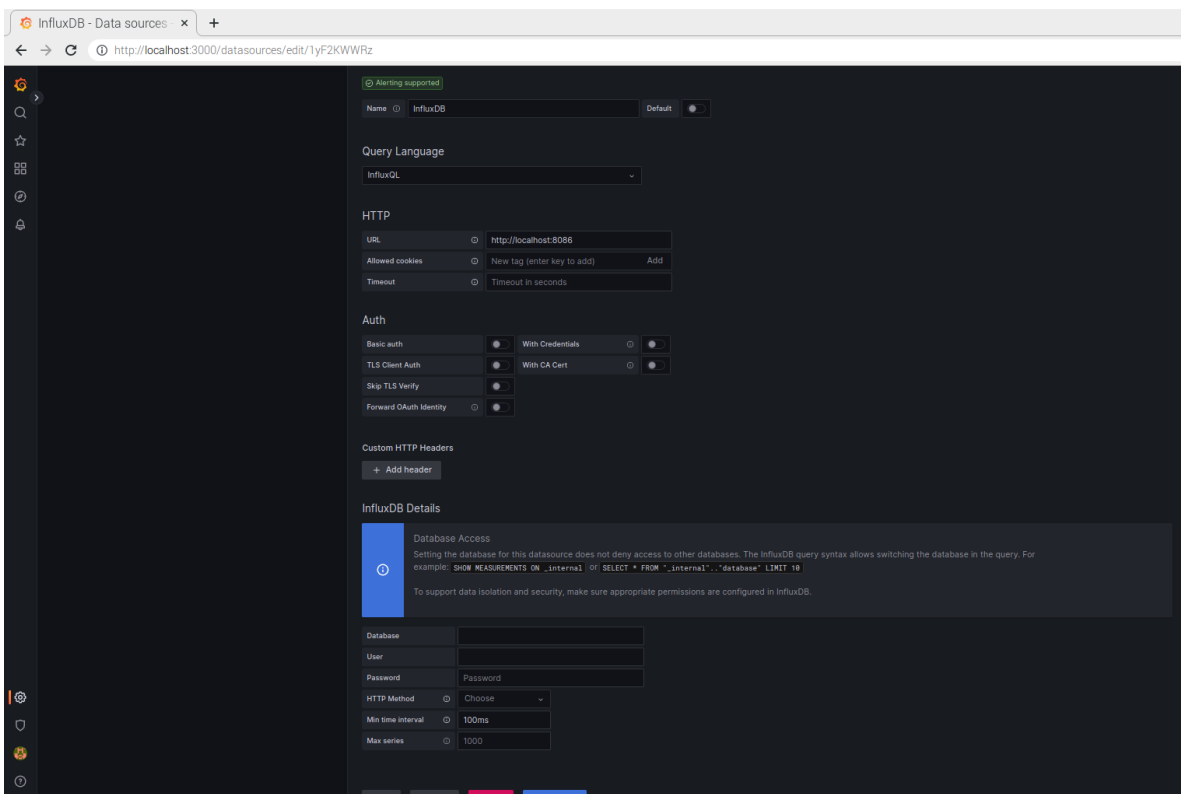 InfluxDB - Data sources -
http://localhost:3000/datasources/edit/1yF2KWWRz
Alerting supported
Name InfluxDB Default
Query Language
InfluxQL
HTTP
URL http://localhost:8086
Allowed cookies New tag (enter key to add) Add
Timeout Timeout in seconds
Auth
Basic auth With Credentials
TLS Client Auth With CA Cert
Skip TLS Verify
Forward OAuth Identity
Custom HTTP Headers
+ Add header
InfluxDB Details
Database Access
Setting the database for this datasource does not deny access to other databases. The InfluxDB query syntax allows switching the database in the query. For
example: SHOW MEASUREMENTS ON _internal or SELECT * FROM "_internal".."database" LIMIT 10
To support data isolation and security, make sure appropriate permissions are configured in InfluxDB.
Database
User
Password Password
HTTP Method Choose
Min time interval 100ms
Max series 1000